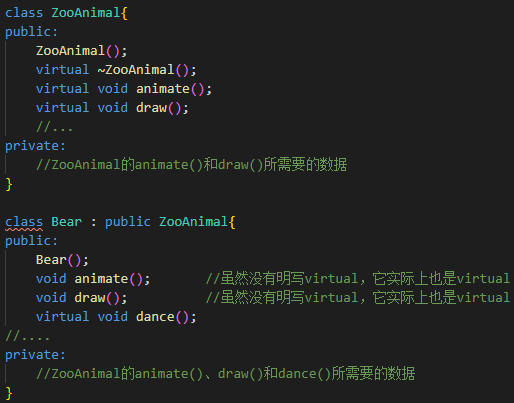 class ZooAnimal{
public:
    ZooAnimal();
    virtual ~ZooAnimal();
    virtual void animate();
    virtual void draw();
    //...
private:
    //ZooAnimal的animate()和draw()所需要的数据
}

class Bear : public ZooAnimal{
public:
    Bear();
    void animate();       //虽然没有明写virtual，它实际上也是virtual
    void draw();          //虽然没有明写virtual，它实际上也是virtual
    virtual void dance();
//....
private:
    //ZooAnimal的animate()、draw()和dance()所需要的数据
}